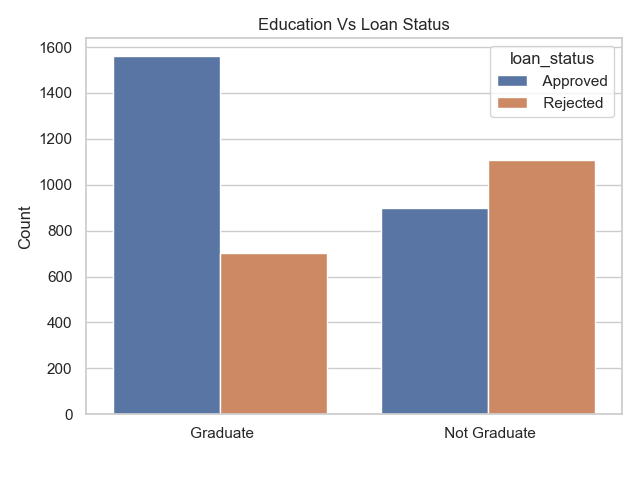 Education Vs Loan Status
loan_status
Approved
Rejected
Count
1600
1400
1200
1000
800
600
400
200
0
Graduate
Not Graduate